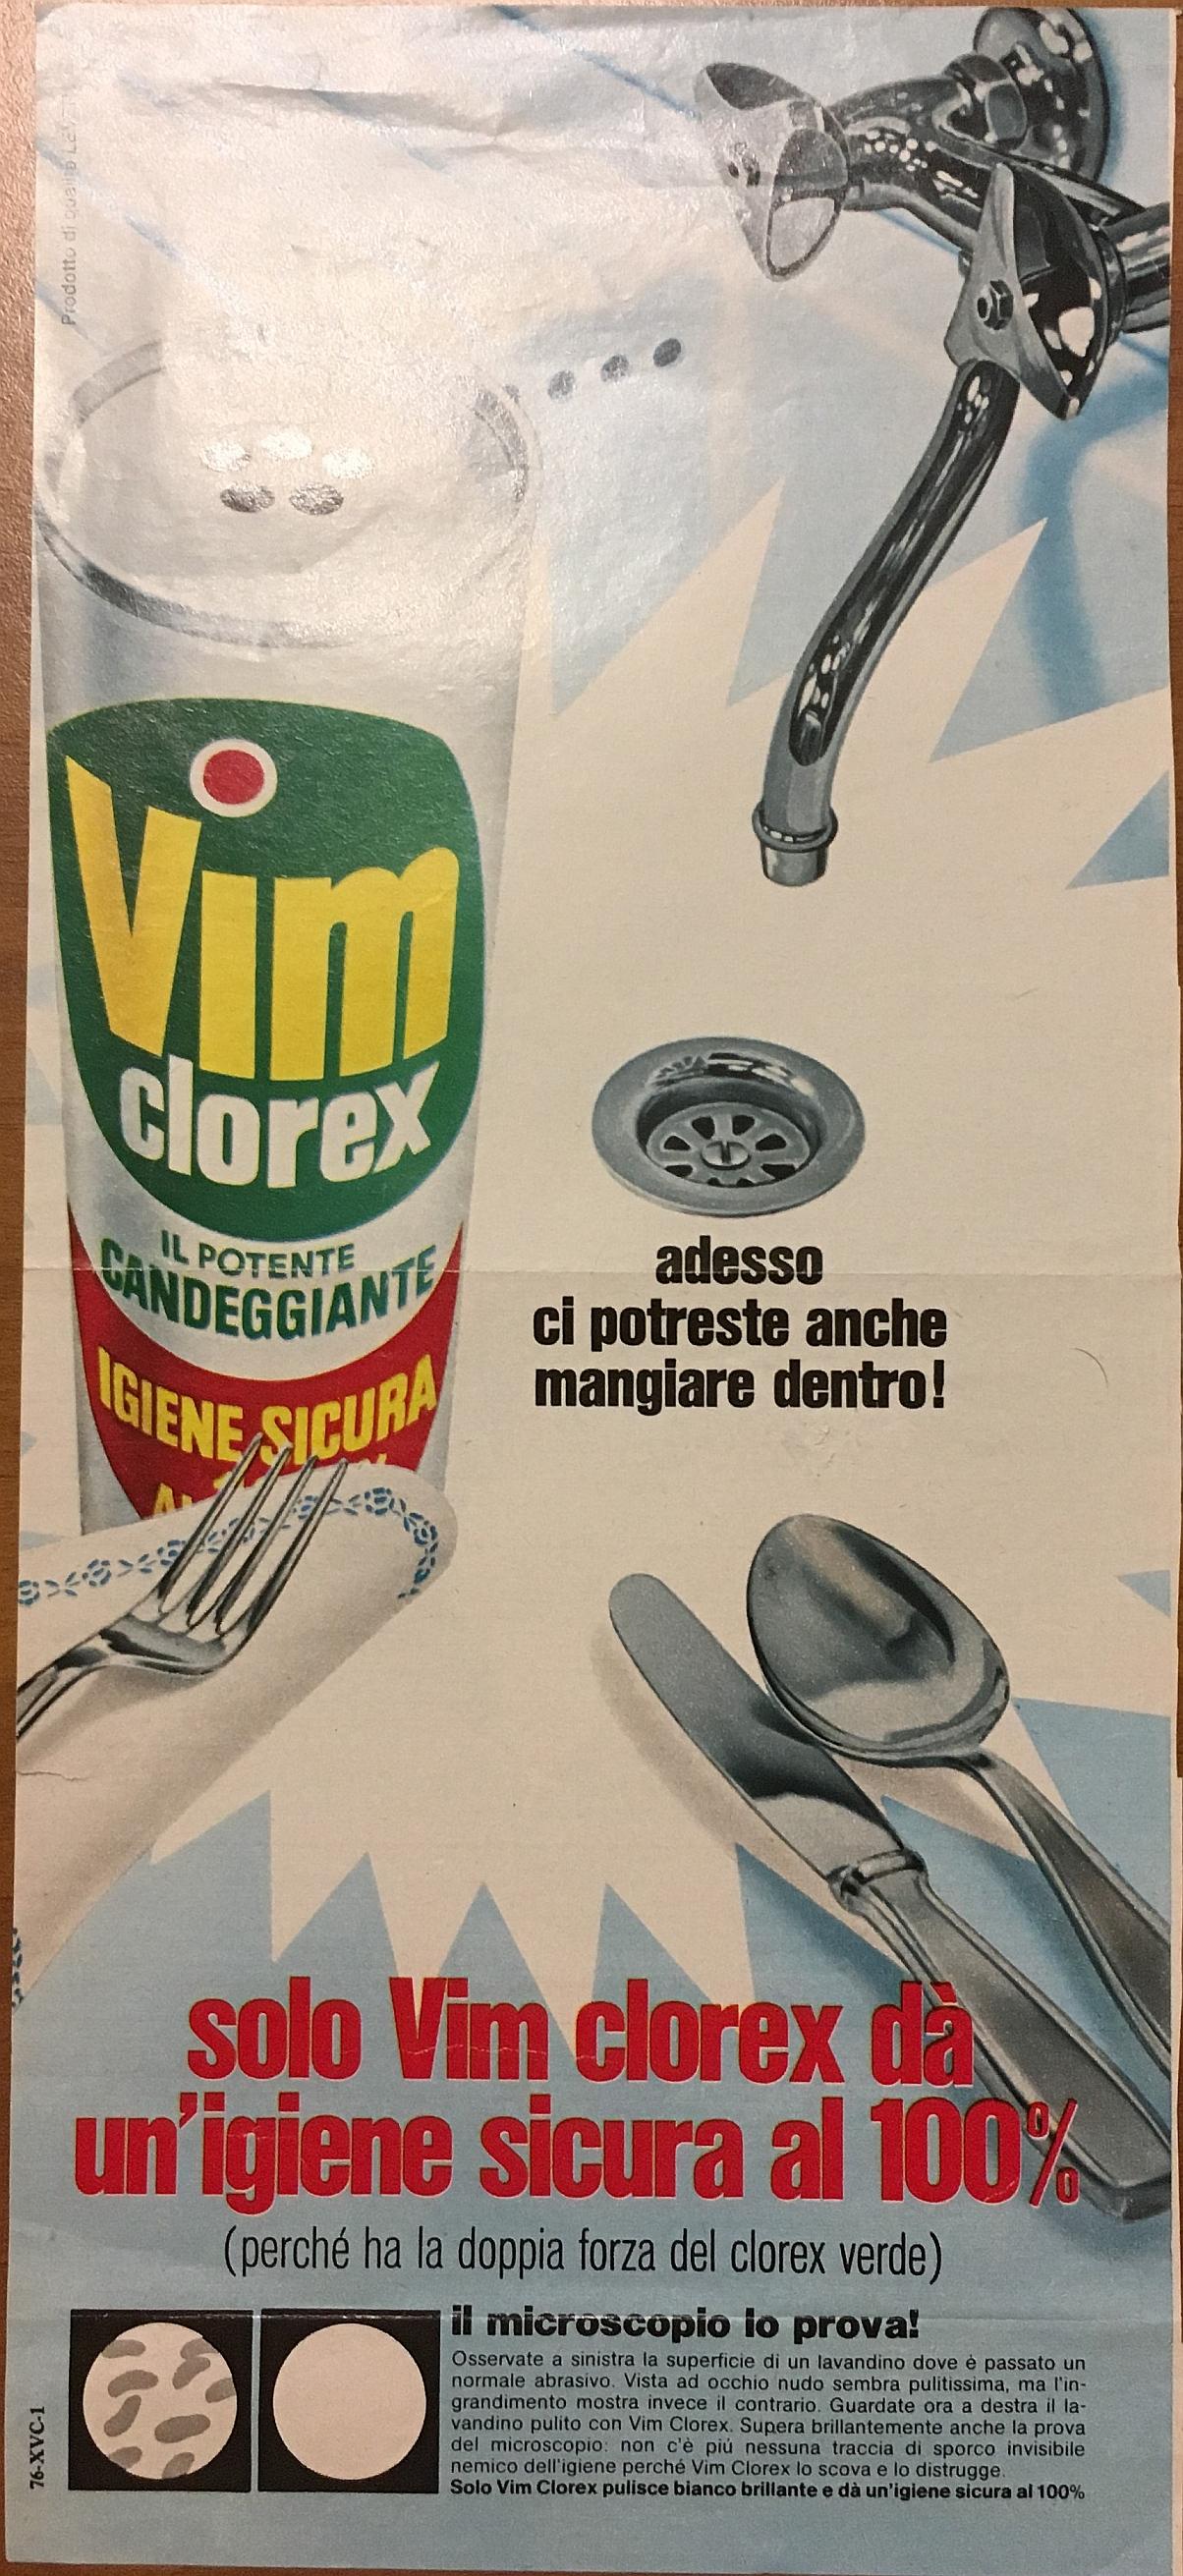 Prodotto di qualità
Vim
clorex
IL POTENTE
CANDEGGIANTE
IGIENE SICURA
adesso
ci potreste anche
mangiare dentro!
solo Vim clorex dà
un'igiene sicura al 100%
(perché ha la doppia forza del clorex verde)
il microscopio lo prova!
Osservate a sinistra la superficie di un lavandino dove è passato un
normale abrasivo. Vista ad occhio nudo sembra pulitissima, ma l'in-
grandimento mostra invece il contrario. Guardate ora a destra il la-
vandino pulito con Vim Clorex. Supera brillantemente anche la prova
del microscopio: non c'è più nessuna traccia di sporco invisibile
nemico dell'igiene perché Vim Clorex lo scova e lo distrugge.
Solo Vim Clorex pulisce bianco brillante e dà un'igiene sicura al 100%
76-XVC-1